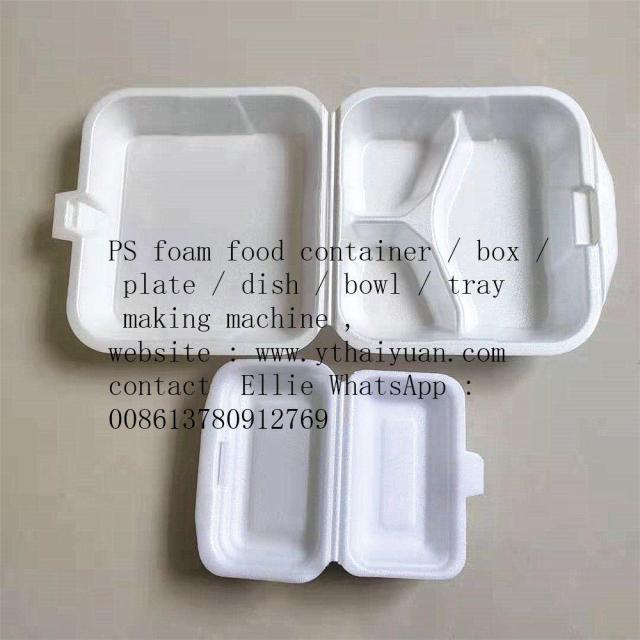 PS foam food container / box /
plate / dish / bowl / tray
making machine ,
website : www.ythaiyuan.com
contact Ellie WhatsApp :
008613780912769